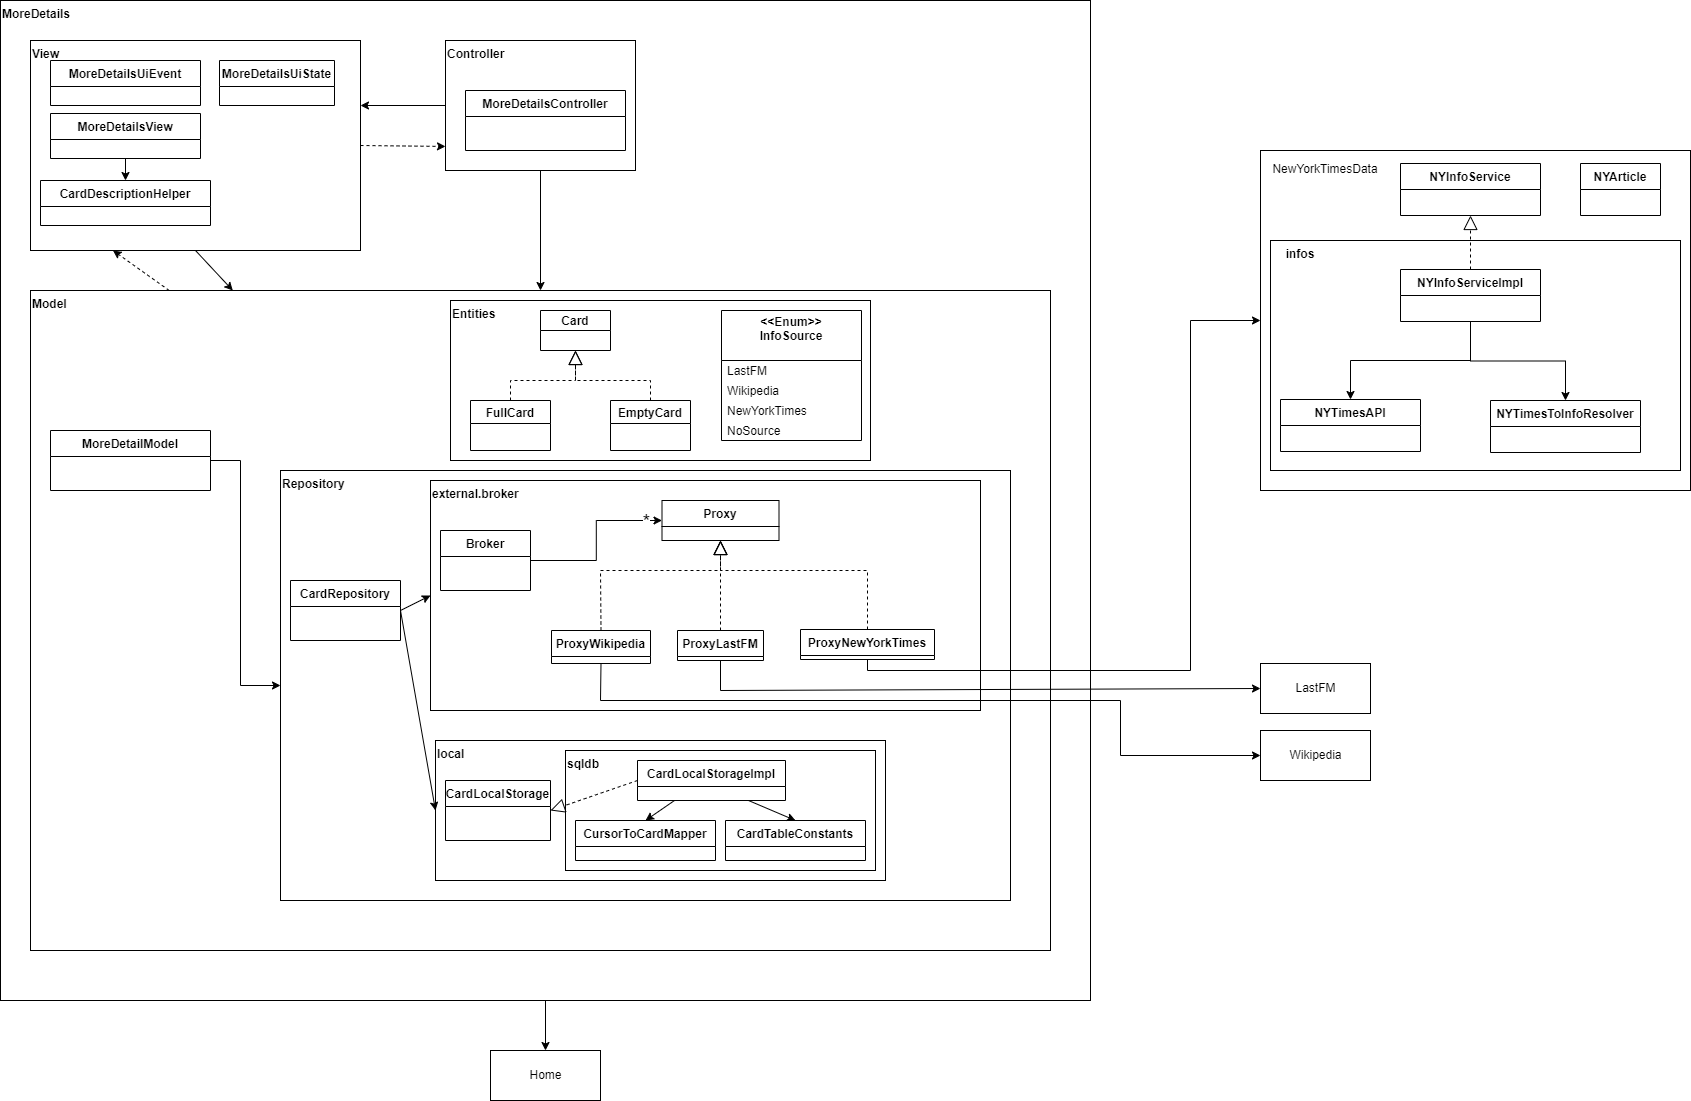 MoreDetails
View
MoreDetailsUiEvent
MoreDetailsUiState
MoreDetailsView
CardDescriptionHelper
Controller
MoreDetailsController
Model
MoreDetailModel
Entities
Card
FullCard
EmptyCard
<<Enum>>
InfoSource
LastFM
Wikipedia
NewYorkTimes
NoSource
Repository
CardRepository
external.broker
Broker
*
Proxy
ProxyWikipedia
ProxyLastFM
ProxyNewYorkTimes
local
CardLocalStorage
sqldb
CardLocalStorageImpl
CursorToCardMapper
CardTableConstants
NewYorkTimesData
NYInfoService
NYArticle
infos
NYInfoServiceImpl
NYTimesAPI
NYTimesToInfoResolver
LastFM
Wikipedia
Home